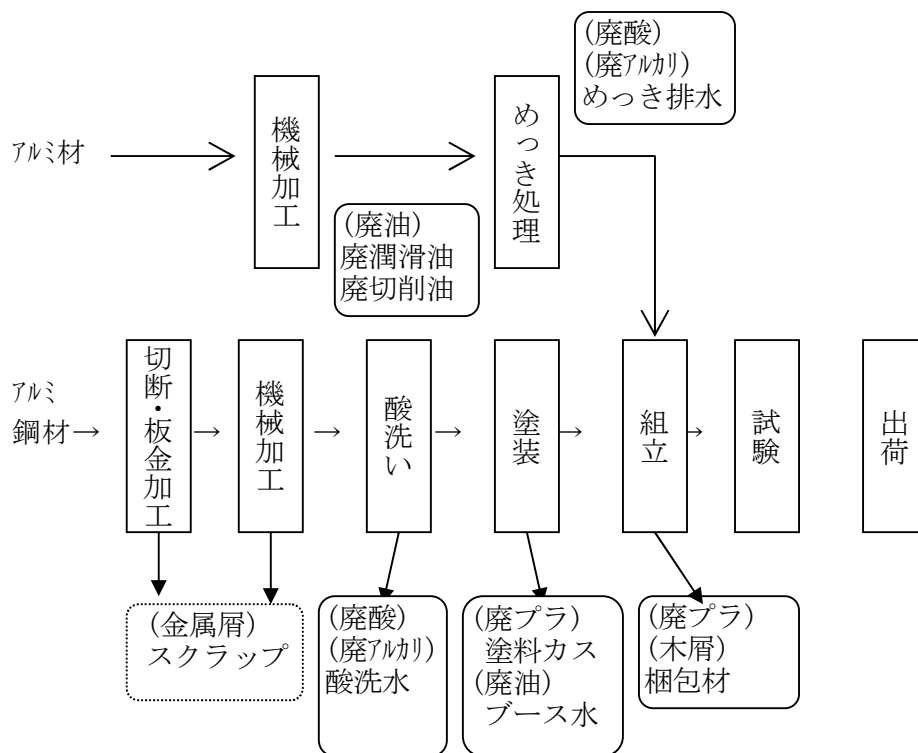 (廃酸)
(廃ｱﾙｶﾘ)
めっき排水
ｱﾙﾐ材
機械加工
めっき処理
(廃油)
廃潤滑油
廃切削油
ｱﾙﾐ
鋼材→
切断・板金加工
→
機械加工
→
酸洗い
→
塗装
→
組立
→
試験
出荷
(金属屑)
スクラップ
(廃酸)
(廃ｱﾙｶﾘ)
酸洗水
(廃プラ)
塗料カス
(廃油)
ブース水
(廃プラ)
(木屑)
梱包材